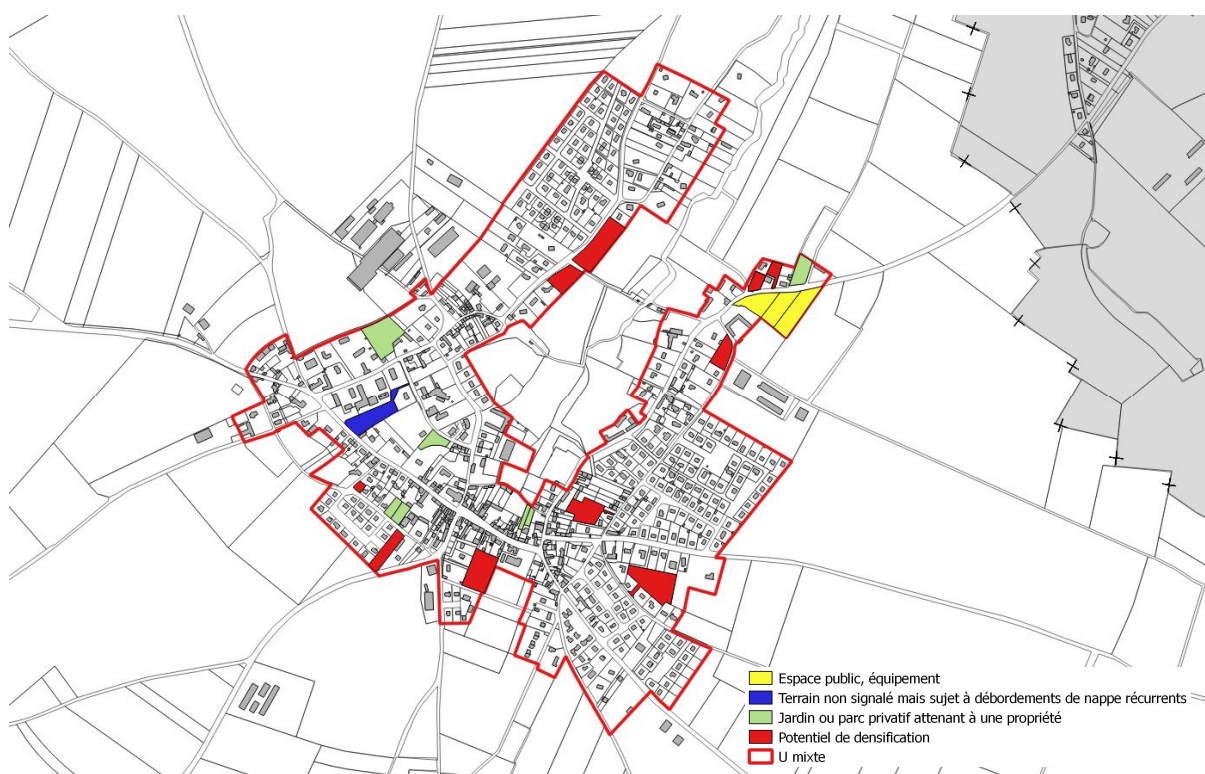 Espace public, équipement
Terrain non signalé mais sujet à débordements de nappe récurrents
Jardin ou parc privatif attenant à une propriété
Potentiel de densification
U mixte